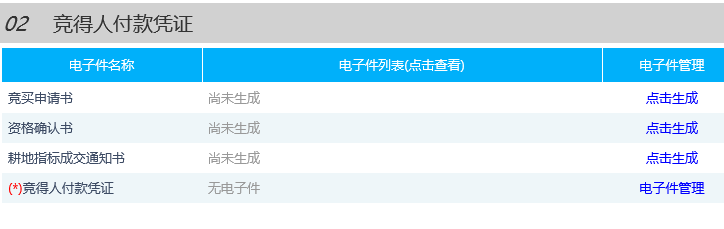 02 竞得人付款凭证
电子件名称 电子件列表(点击查看) 电子件管理
竞买申请书 尚未生成 点击生成
资格确认书 尚未生成 点击生成
耕地指标成交通知书 尚未生成 点击生成
(*)竞得人付款凭证 无电子件 电子件管理